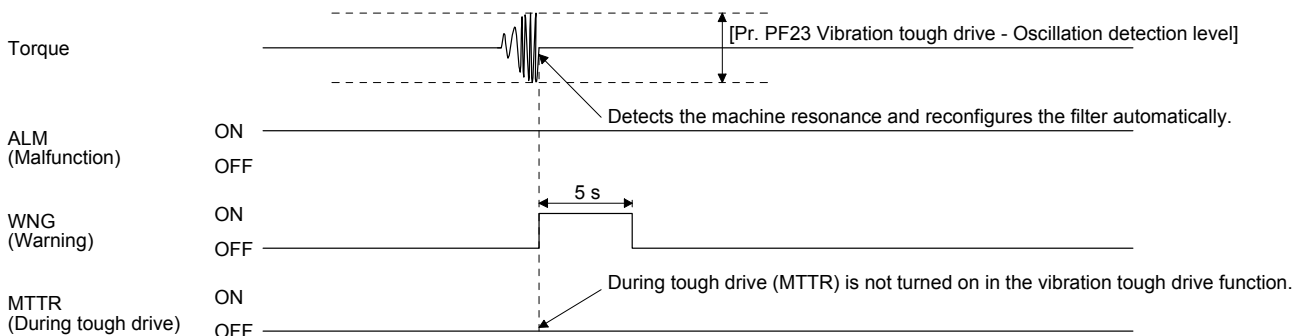 [Pr. PF23 Vibration tough drive - Oscillation detection level]
Torque
Detects the machine resonance and reconfigures the filter automatically.
ALM
(Malfunction)
ON
OFF
5 s
WNG
(Warning)
ON
OFF
During tough drive (MTTR) is not turned on in the vibration tough drive function.
MTTR
(During tough drive)
ON
OFF